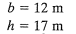 b = 12 m
h = 17 m